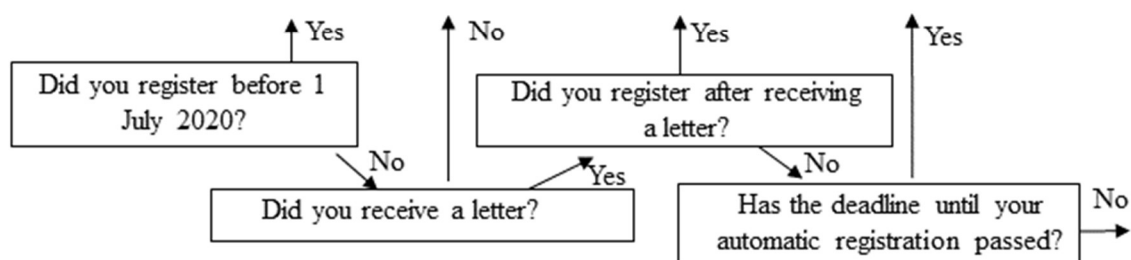 Yes
No
Yes
Yes
Did you register before 1
July 2020?
Did you register after receiving
a letter?
No
No
Yes
Did you receive a letter?
Has the deadline until your
automatic registration passed?
No